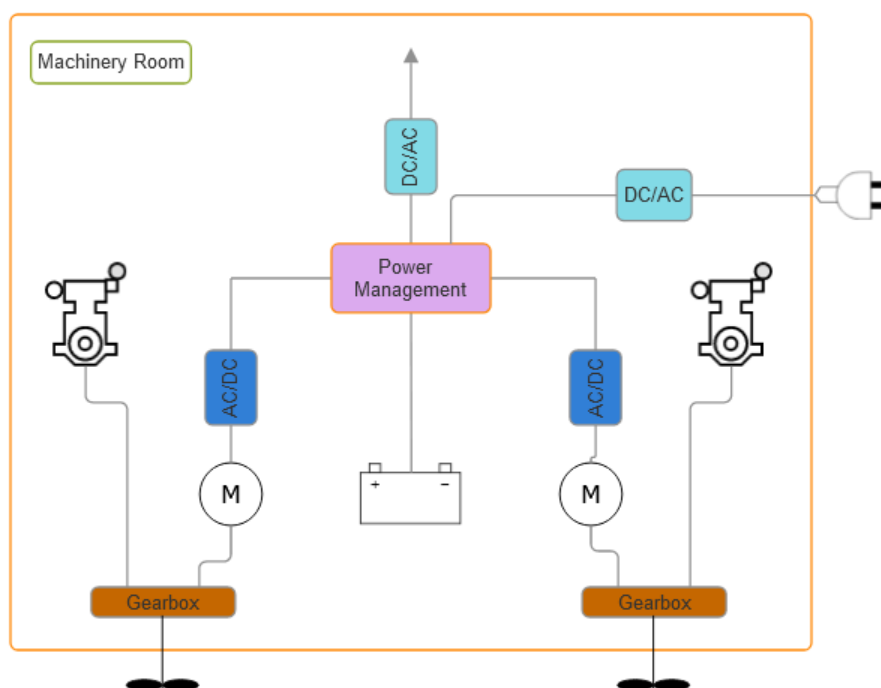 Machinery Room
DC/AC
DC/AC
Power
Management
AC/DC
AC/DC
M
+ −
M
Gearbox
Gearbox